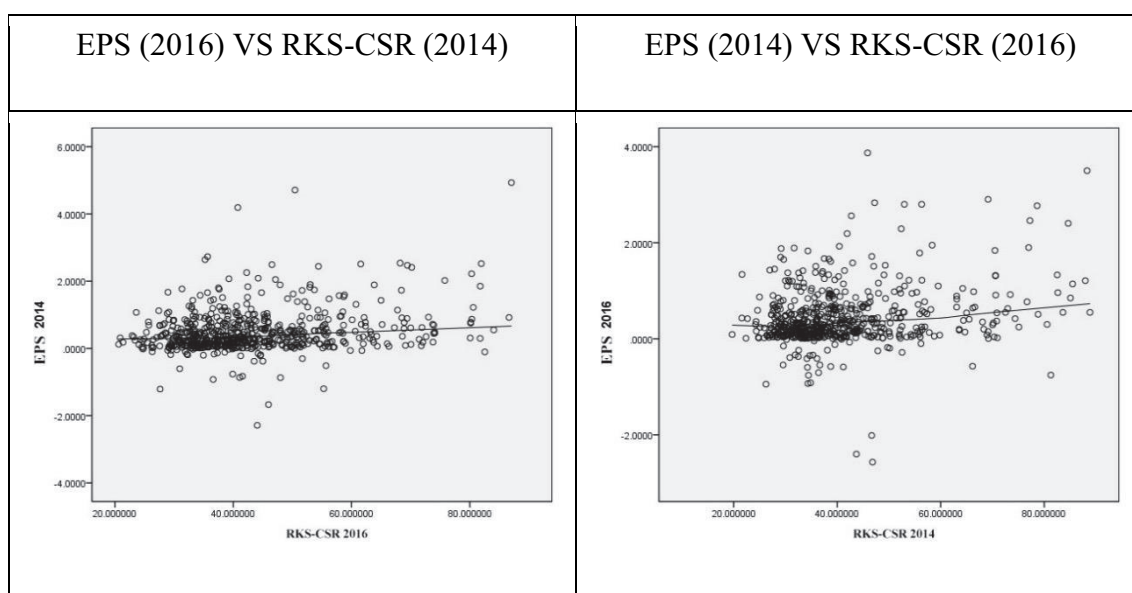 EPS (2016) VS RKS-CSR (2014)
EPS (2014) VS RKS-CSR (2016)
6.0000
4.0000
2.0000
.0000
-2.0000
-4.0000
EPS 2014
20.000000 40.000000 60.000000 80.000000
RKS-CSR 2016
4.0000
2.0000
.0000
-2.0000
EPS 2016
20.000000 40.000000 60.000000 80.000000
RKS-CSR 2014